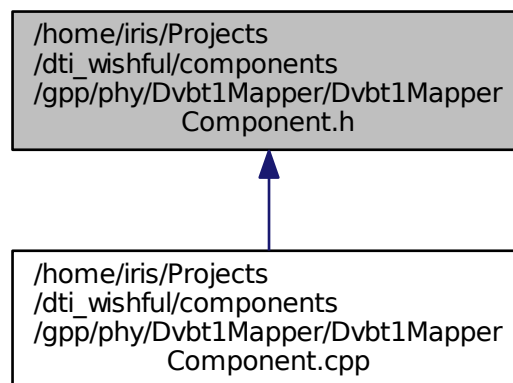 /home/iris/Projects
/dti_wishful/components
/gpp/phy/Dvbt1Mapper/Dvbt1Mapper
Component.h
/home/iris/Projects
/dti_wishful/components
/gpp/phy/Dvbt1Mapper/Dvbt1Mapper
Component.cpp